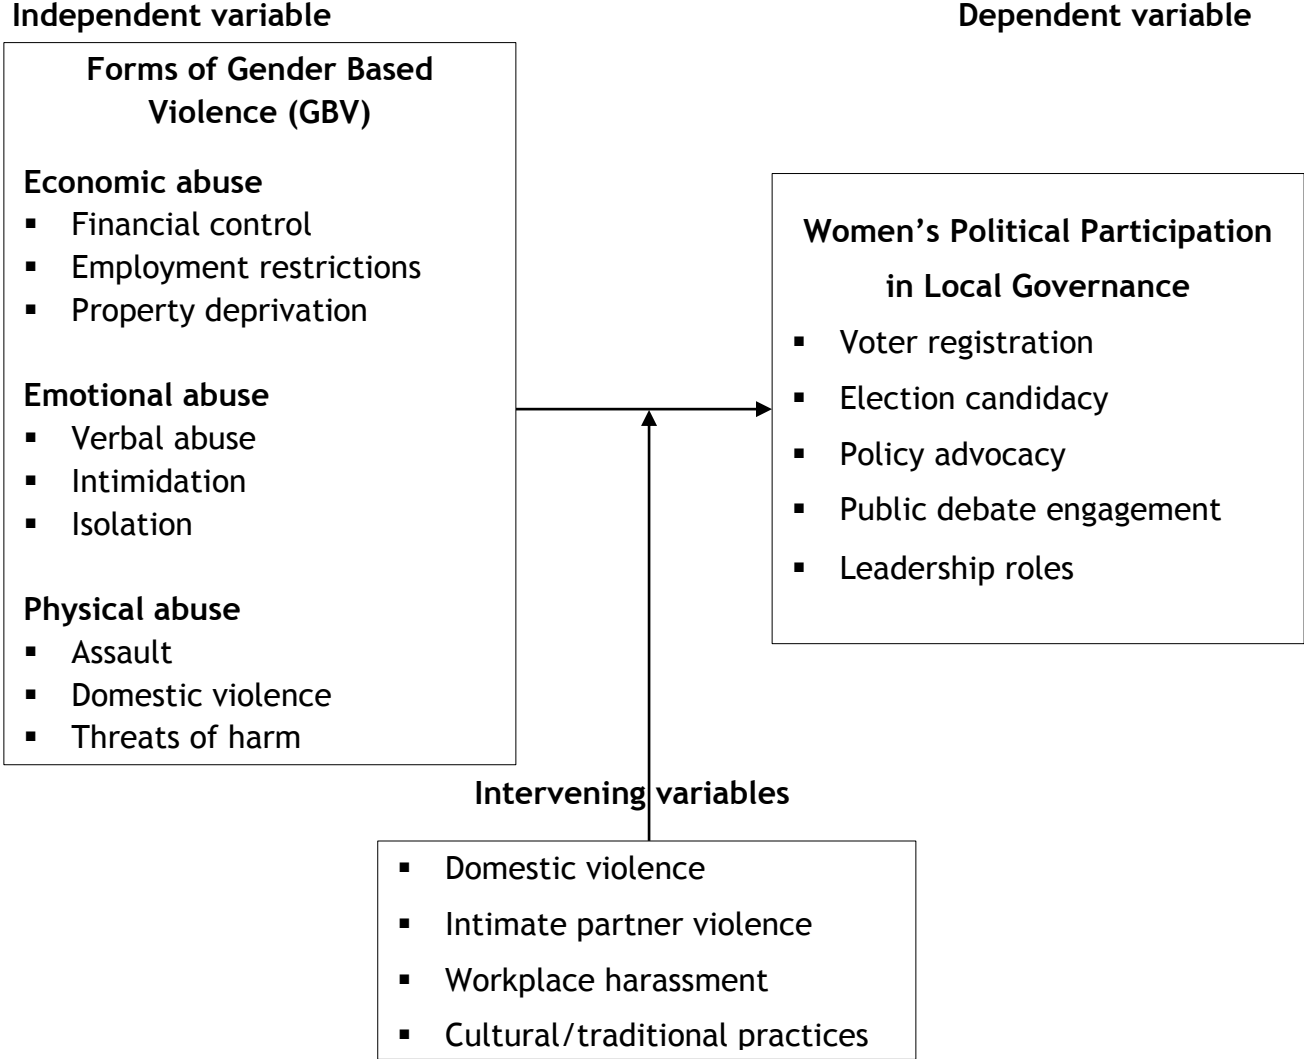 Independent variable
Dependent variable
Forms of Gender Based
Violence (GBV)
Economic abuse
▪ Financial control
▪ Employment restrictions
▪ Property deprivation
Emotional abuse
▪ Verbal abuse
▪ Intimidation
▪ Isolation
Physical abuse
▪ Assault
▪ Domestic violence
▪ Threats of harm
Women’s Political Participation
in Local Governance
▪ Voter registration
▪ Election candidacy
▪ Policy advocacy
▪ Public debate engagement
▪ Leadership roles
Intervening variables
▪ Domestic violence
▪ Intimate partner violence
▪ Workplace harassment
▪ Cultural/traditional practices